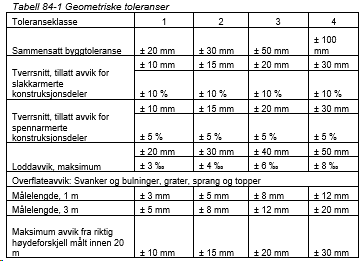 Tabell 84-1 Geometriske toleranser
Toleranseklasse 1 2 3 4
Sammensatt byggtoleranse ± 20 mm ± 30 mm ± 50 mm ± 100 mm
Tverrsnitt, tillatt avvik for slakkarmerte konstruksjonsdeler ± 10 mm ± 15 mm ± 20 mm ± 30 mm
± 10 % ± 10 % ± 10 % ± 10 %
Tverrsnitt, tillatt avvik for spennarmerte konstruksjonsdeler ± 10 mm ± 15 mm ± 20 mm ± 30 mm
± 5 % ± 5 % ± 5 % ± 5 %
± 20 mm ± 30 mm ± 40 mm ± 50 mm
Loddavvik, maksimum ± 3 ‰ ± 4 ‰ ± 6 ‰ ± 8 ‰
Overflateavvik: Svanker og bulninger, grater, sprang og topper
Målelengde, 1 m ± 3 mm ± 5 mm ± 8 mm ± 12 mm
Målelengde, 3 m ± 5 mm ± 8 mm ± 12 mm ± 20 mm
Maksimum avvik fra riktig høydeforskjell målt innen 20 m ± 10 mm ± 15 mm ± 20 mm ± 30 mm